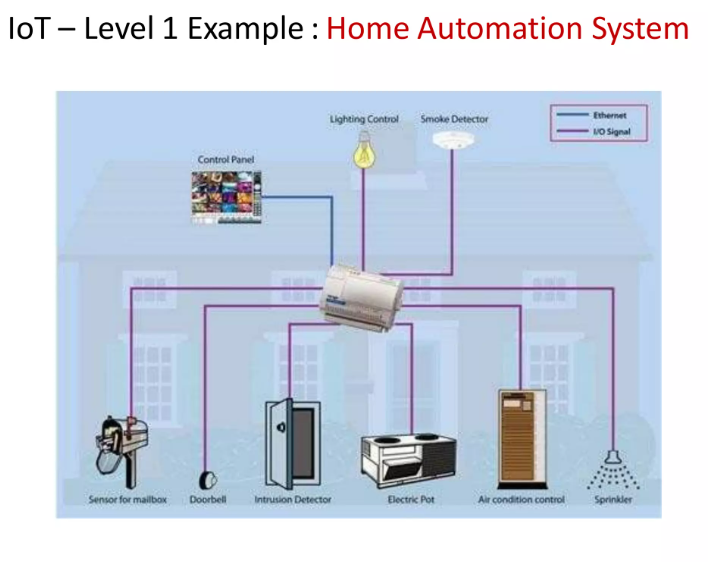 IoT – Level 1 Example : Home Automation System
Lighting Control
Smoke Detector
Ethernet
I/O Signal
Control Panel
Sensor for mailbox
Doorbell
Intrusion Detector
Electric Pot
Air condition control
Sprinkler